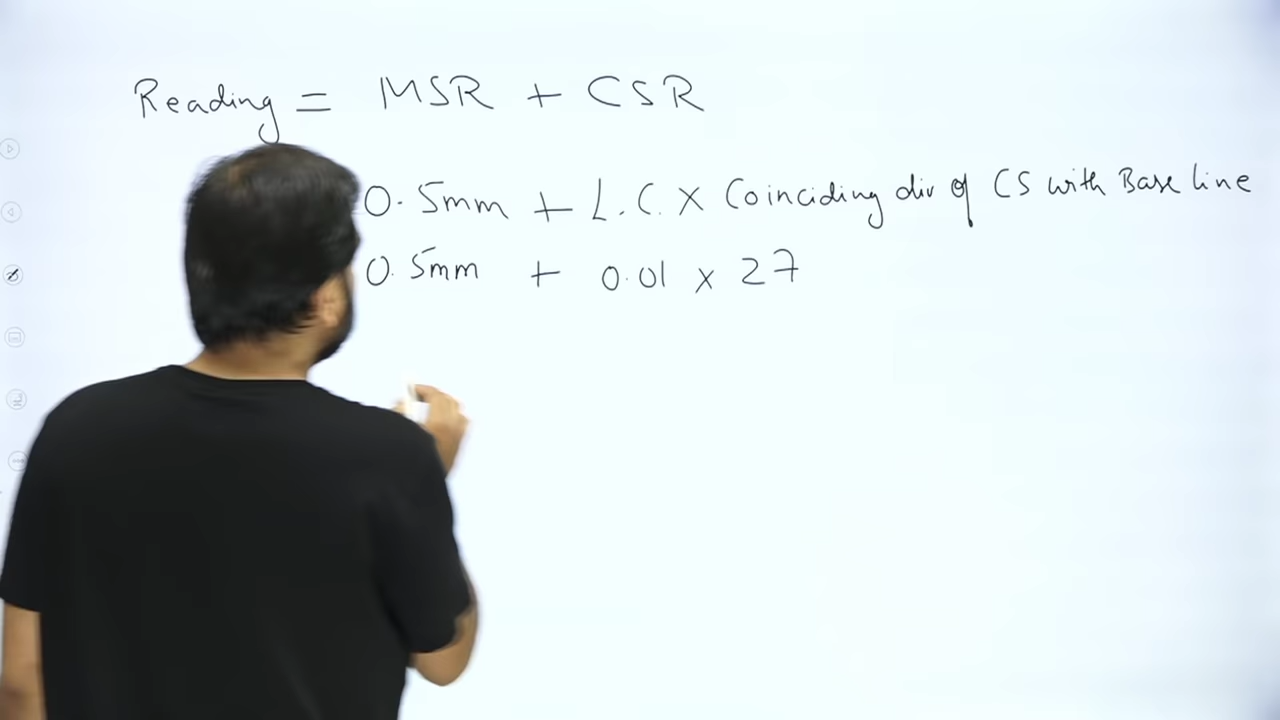 Reading = MSR + CSR
0.5mm + L.C. X Coinciding div of CS with Base line
0.5mm + 0.01 x 27